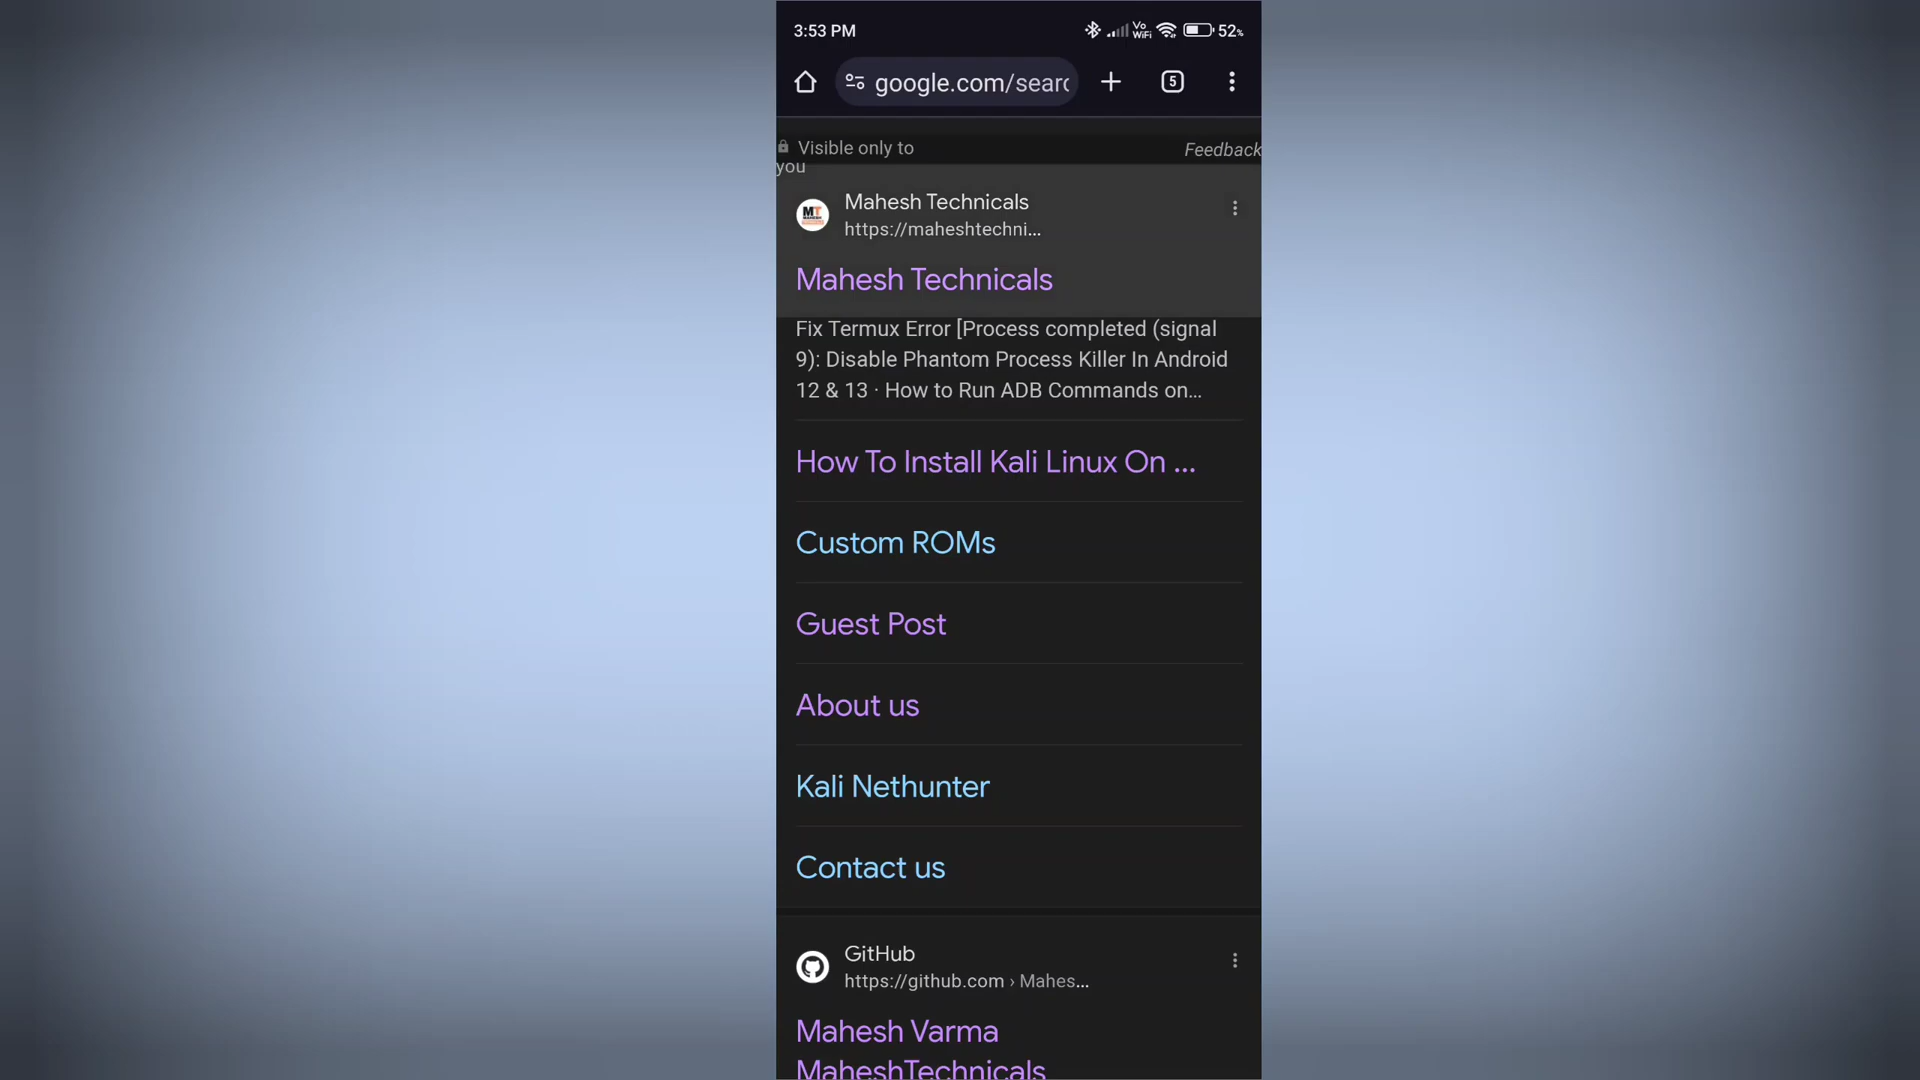 3:53 PM
Vo
WiFi
52%
google.com/searc
5
Visible only to
you
Feedback
MT
Mahesh Technicals
https://maheshtechni...
Mahesh Technicals
Fix Termux Error [Process completed (signal
9): Disable Phantom Process Killer In Android
12 & 13 · How to Run ADB Commands on...
How To Install Kali Linux On ...
Custom ROMs
Guest Post
About us
Kali Nethunter
Contact us
GitHub
https://github.com › Mahes...
Mahesh Varma
MaheshTechnicals